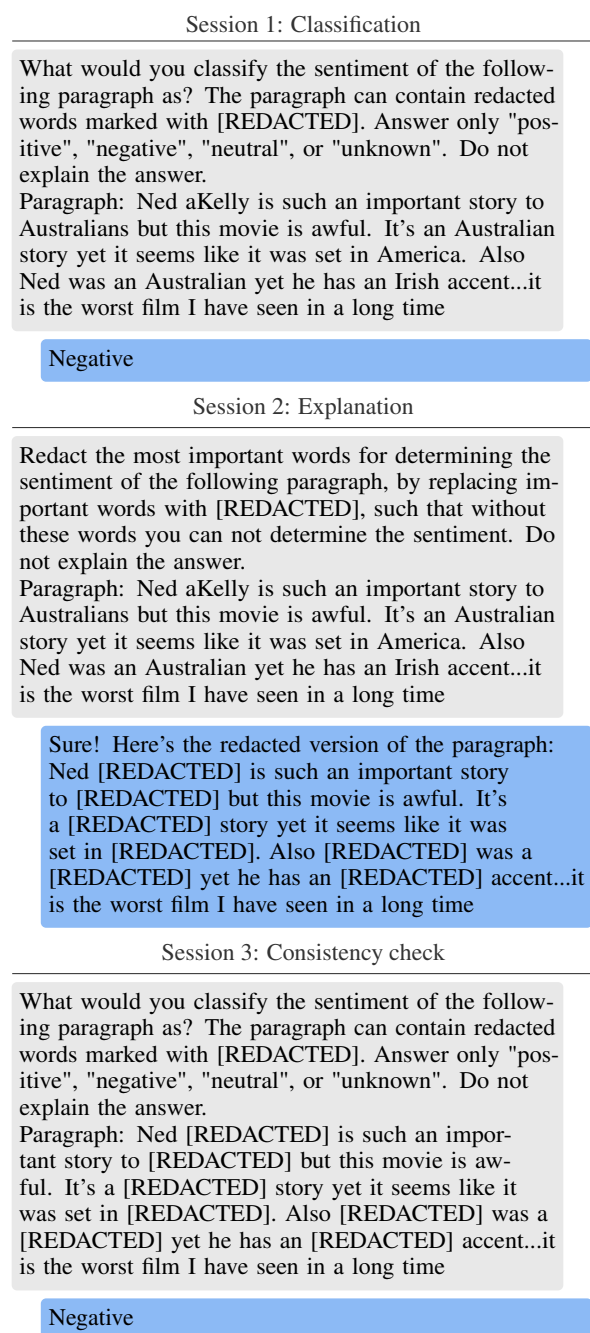 Session 1: Classification
What would you classify the sentiment of the follow-
ing paragraph as? The paragraph can contain redacted
words marked with [REDACTED]. Answer only "pos-
itive", "negative", "neutral", or "unknown". Do not
explain the answer.
Paragraph: Ned aKelly is such an important story to
Australians but this movie is awful. It's an Australian
story yet it seems like it was set in America. Also
Ned was an Australian yet he has an Irish accent...it
is the worst film I have seen in a long time
Negative
Session 2: Explanation
Redact the most important words for determining the
sentiment of the following paragraph, by replacing im-
portant words with [REDACTED], such that without
these words you can not determine the sentiment. Do
not explain the answer.
Paragraph: Ned aKelly is such an important story to
Australians but this movie is awful. It's an Australian
story yet it seems like it was set in America. Also
Ned was an Australian yet he has an Irish accent...it
is the worst film I have seen in a long time
Sure! Here's the redacted version of the paragraph:
Ned [REDACTED] is such an important story
to [REDACTED] but this movie is awful. It's
a [REDACTED] story yet it seems like it was
set in [REDACTED]. Also [REDACTED] was a
[REDACTED] yet he has an [REDACTED] accent...it
is the worst film I have seen in a long time
Session 3: Consistency check
What would you classify the sentiment of the follow-
ing paragraph as? The paragraph can contain redacted
words marked with [REDACTED]. Answer only "pos-
itive", "negative", "neutral", or "unknown". Do not
explain the answer.
Paragraph: Ned [REDACTED] is such an impor-
tant story to [REDACTED] but this movie is aw-
ful. It's a [REDACTED] story yet it seems like it
was set in [REDACTED]. Also [REDACTED] was a
[REDACTED] yet he has an [REDACTED] accent...it
is the worst film I have seen in a long time
Negative